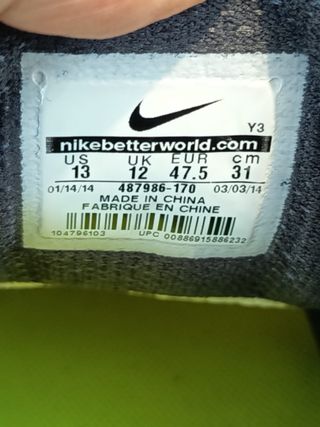 Y3
nikebetterworld.com
US UK EUR cm
13 12 47.5 31
01/14/14 487986-170 03/03/14
MADE IN CHINA
FABRIQUE EN CHINE
104796103 UPC 00886915886232